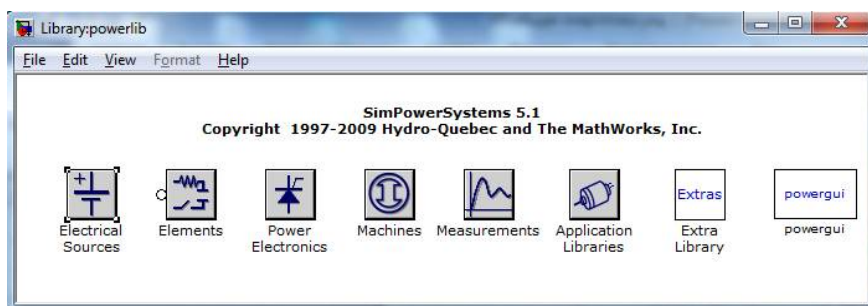 Library:powerlib
File Edit View Format Help
SimPowerSystems 5.1
Copyright 1997-2009 Hydro-Quebec and The MathWorks, Inc.
Extras
powergui
Electrical Sources
Elements
Power Electronics
Machines
Measurements
Application Libraries
Extra Library
powergui